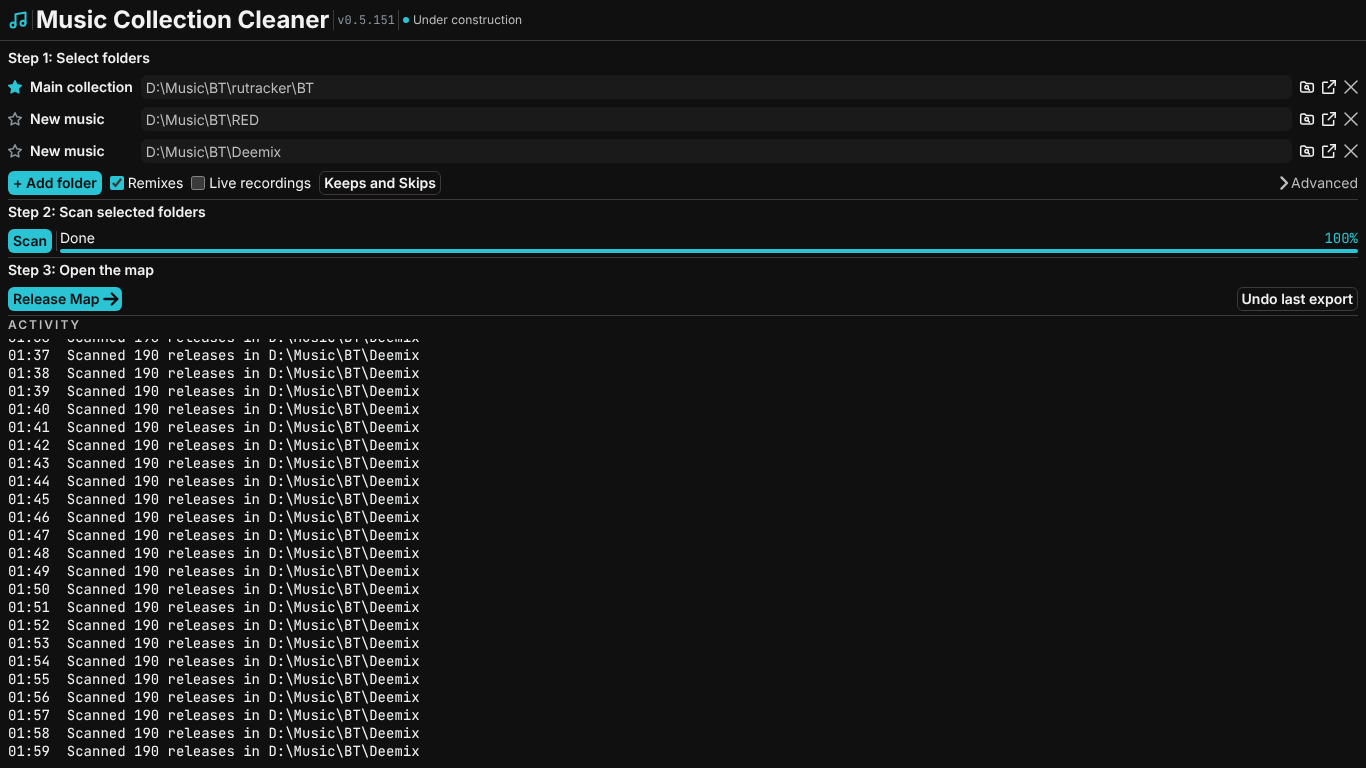 Music Collection Cleaner v0.5.151 Under construction
Step 1: Select folders
Main collection D:\Music\BT\rutracker\BT
New music D:\Music\BT\RED
New music D:\Music\BT\Deemix
+ Add folder Remixes Live recordings Keeps and Skips Advanced
Step 2: Scan selected folders
Scan Done 100%
Step 3: Open the map
Release Map Undo last export
ACTIVITY
01:37 Scanned 190 releases in D:\Music\BT\Deemix
01:38 Scanned 190 releases in D:\Music\BT\Deemix
01:39 Scanned 190 releases in D:\Music\BT\Deemix
01:40 Scanned 190 releases in D:\Music\BT\Deemix
01:41 Scanned 190 releases in D:\Music\BT\Deemix
01:42 Scanned 190 releases in D:\Music\BT\Deemix
01:43 Scanned 190 releases in D:\Music\BT\Deemix
01:44 Scanned 190 releases in D:\Music\BT\Deemix
01:45 Scanned 190 releases in D:\Music\BT\Deemix
01:46 Scanned 190 releases in D:\Music\BT\Deemix
01:47 Scanned 190 releases in D:\Music\BT\Deemix
01:48 Scanned 190 releases in D:\Music\BT\Deemix
01:49 Scanned 190 releases in D:\Music\BT\Deemix
01:50 Scanned 190 releases in D:\Music\BT\Deemix
01:51 Scanned 190 releases in D:\Music\BT\Deemix
01:52 Scanned 190 releases in D:\Music\BT\Deemix
01:53 Scanned 190 releases in D:\Music\BT\Deemix
01:54 Scanned 190 releases in D:\Music\BT\Deemix
01:55 Scanned 190 releases in D:\Music\BT\Deemix
01:56 Scanned 190 releases in D:\Music\BT\Deemix
01:57 Scanned 190 releases in D:\Music\BT\Deemix
01:58 Scanned 190 releases in D:\Music\BT\Deemix
01:59 Scanned 190 releases in D:\Music\BT\Deemix